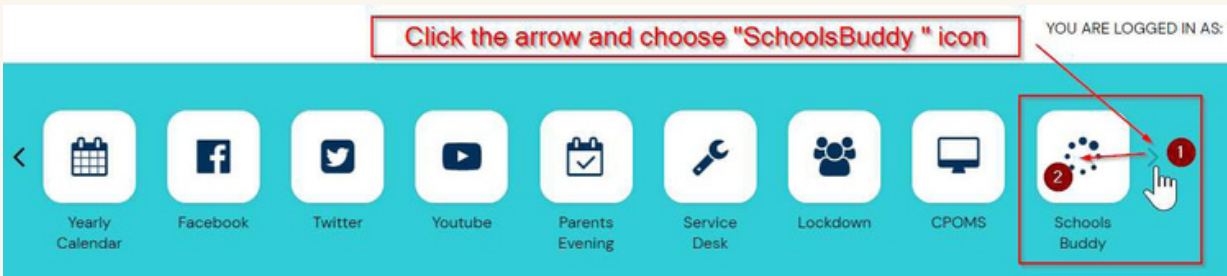 Click the arrow and choose "SchoolsBuddy " icon
YOU ARE LOGGED IN AS:
1
2
Yearly
Calendar
Facebook
Twitter
Youtube
Parents
Evening
Service
Desk
Lockdown
CPOMS
Schools
Buddy